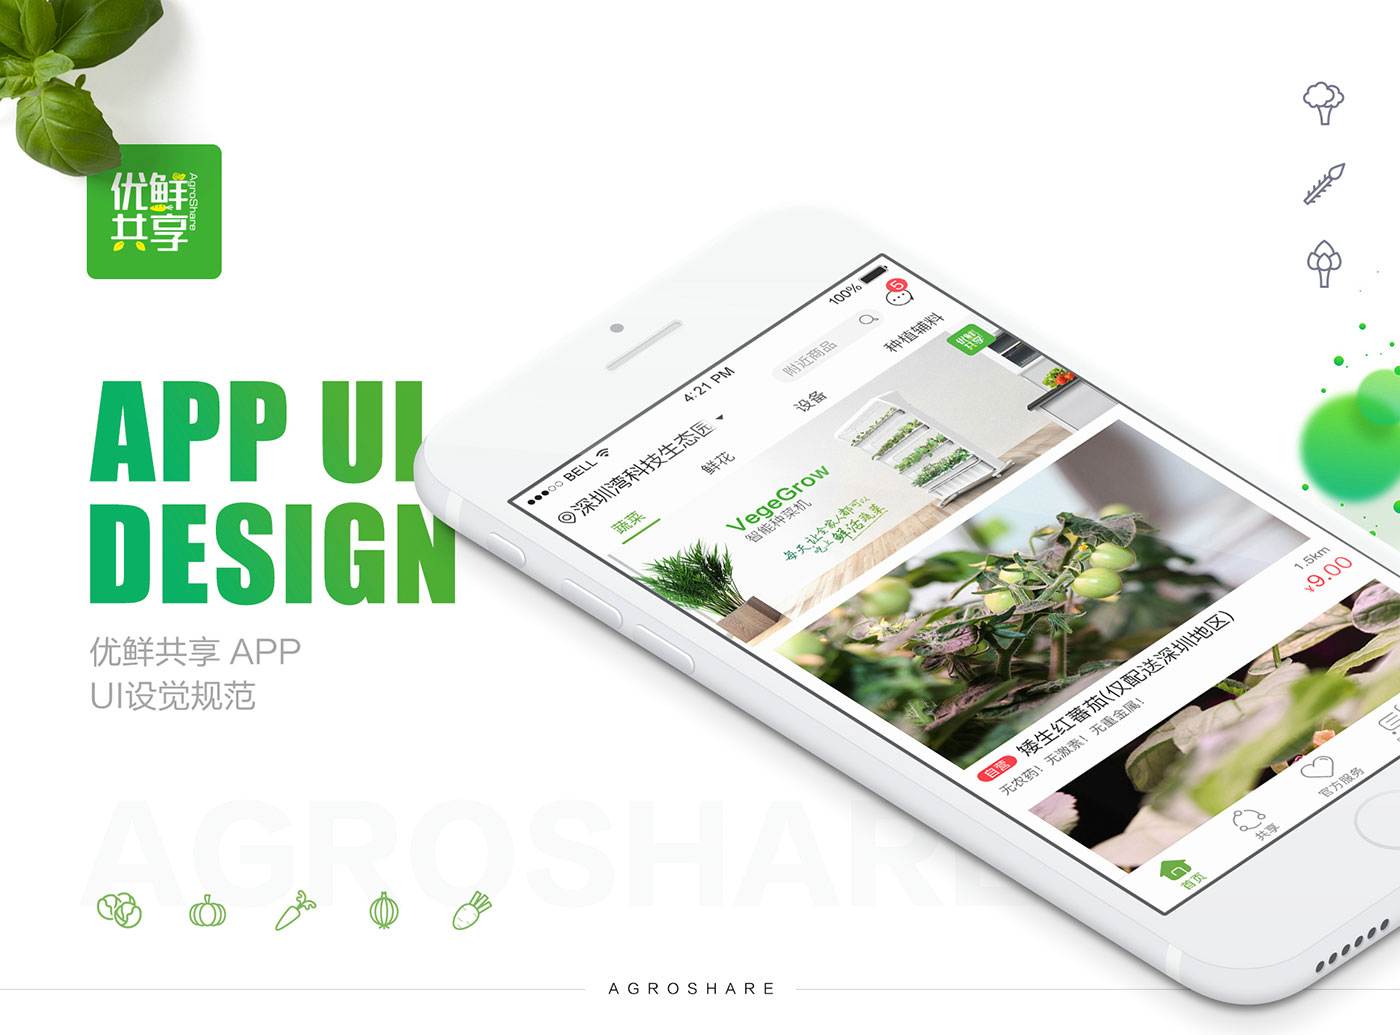 优鲜
共享
AgroShare
APP UI
DESIGN
优鲜共享 APP
UI设觉规范
BELL
4:21 PM
100%
深圳湾科技生态匠
附近商品
5
蔬菜
鲜花
设备
种植辅料
优鲜
共享
VegeGrow
智能种菜机
每天让全家人都可以
吃上鲜活蔬菜
1.5km
¥9.00
自营 矮生红蕃茄(仅配送深圳地区)
无农药！无激素！无重金属！
首页
共享
官方服务
AGROSHARE
AGROSHARE